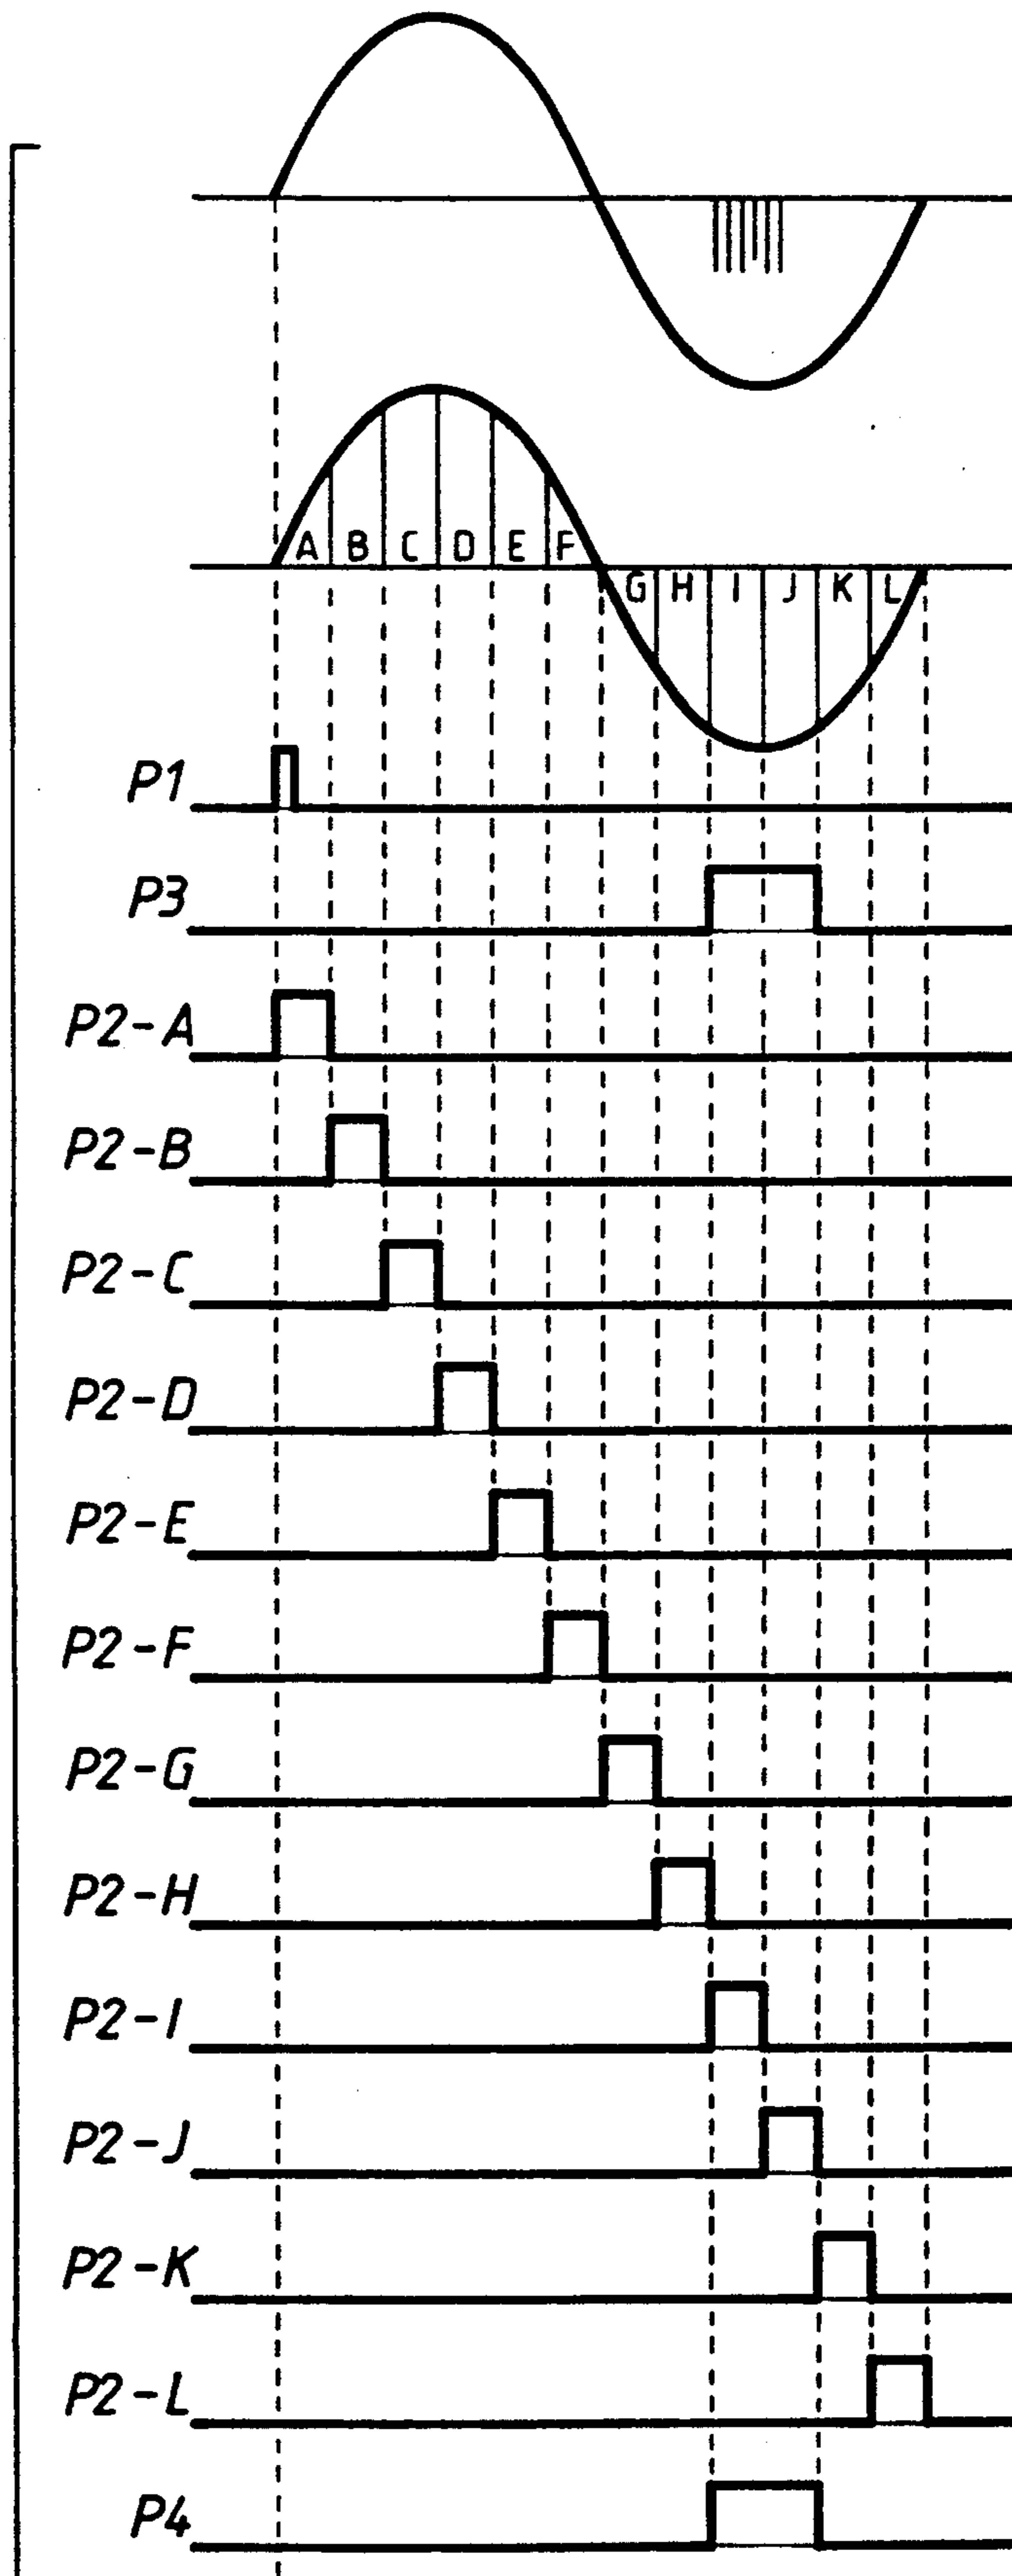 A B C D E F
G H I J K L
P1
P3
P2-A
P2-B
P2-C
P2-D
P2-E
P2-F
P2-G
P2-H
P2-I
P2-J
P2-K
P2-L
P4